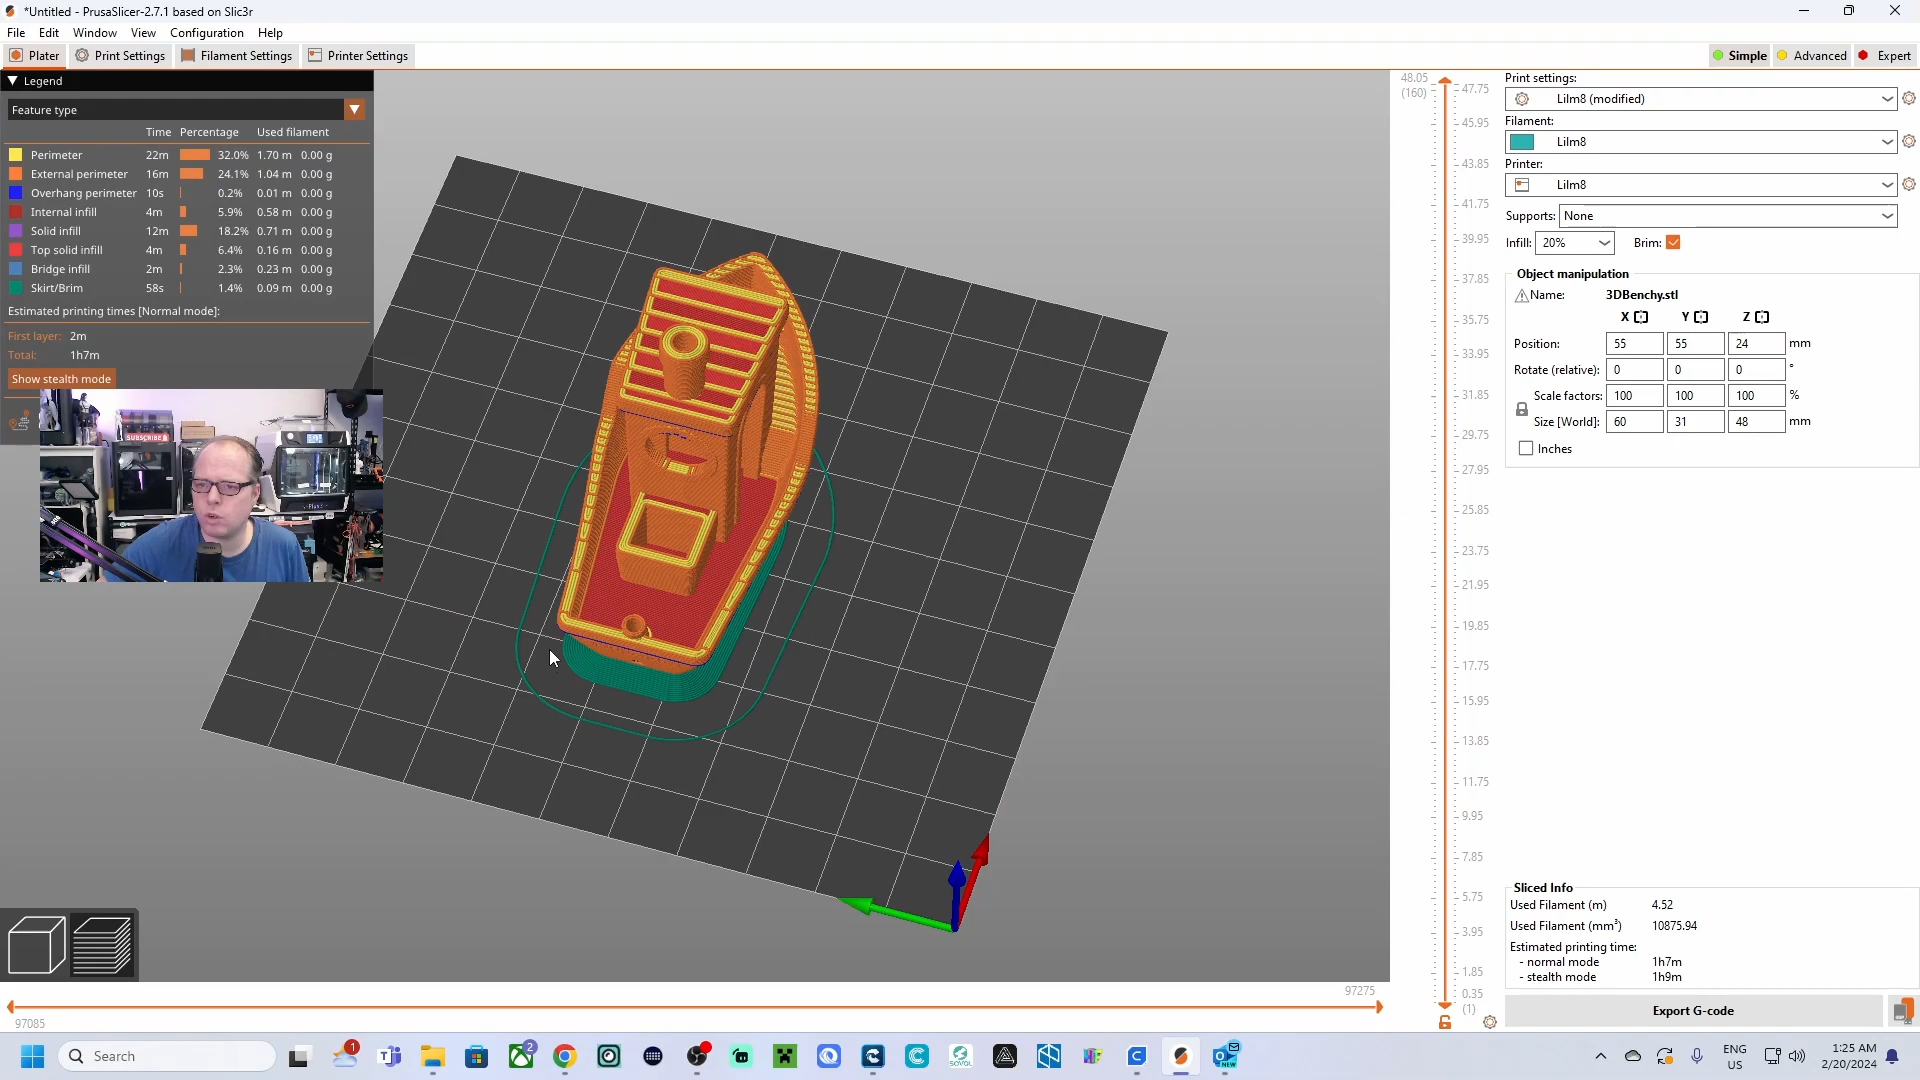 *Untitled - PrusaSlicer-2.7.1 based on Slic3r
File Edit Window View Configuration Help
Plater Print Settings Filament Settings Printer Settings
Simple Advanced Expert
Legend
Feature type
Time Percentage Used filament
Perimeter 22m 32.0% 1.70 m 0.00 g
External perimeter 16m 24.1% 1.04 m 0.00 g
Overhang perimeter 10s 0.2% 0.01 m 0.00 g
Internal infill 4m 5.9% 0.58 m 0.00 g
Solid infill 12m 18.2% 0.71 m 0.00 g
Top solid infill 4m 6.4% 0.16 m 0.00 g
Bridge infill 2m 2.3% 0.23 m 0.00 g
Skirt/Brim 58s 1.4% 0.09 m 0.00 g
Estimated printing times [Normal mode]:
First layer: 2m
Total: 1h7m
Show stealth mode
SUBSCRIBE
48.05
(160)
47.75
45.95
43.85
41.75
39.95
37.85
35.75
33.95
31.85
29.75
27.95
25.85
23.75
21.95
19.85
17.75
15.95
13.85
11.75
9.95
7.85
5.75
3.95
1.85
0.35
(1)
97275
97085
Print settings:
Lilm8 (modified)
Filament:
Lilm8
Printer:
Lilm8
Supports: None
Infill: 20% Brim:
Object manipulation
Name: 3DBenchy.stl
X Y Z
Position: 55 55 24 mm
Rotate (relative): 0 0 0 °
Scale factors: 100 100 100 %
Size [World]: 60 31 48 mm
Inches
Sliced Info
Used Filament (m) 4.52
Used Filament (mm³) 10875.94
Estimated printing time:
- normal mode 1h7m
- stealth mode 1h9m
Export G-code
Search
1
2
SOVOL
NEW
ENG
US
1:25 AM
2/20/2024